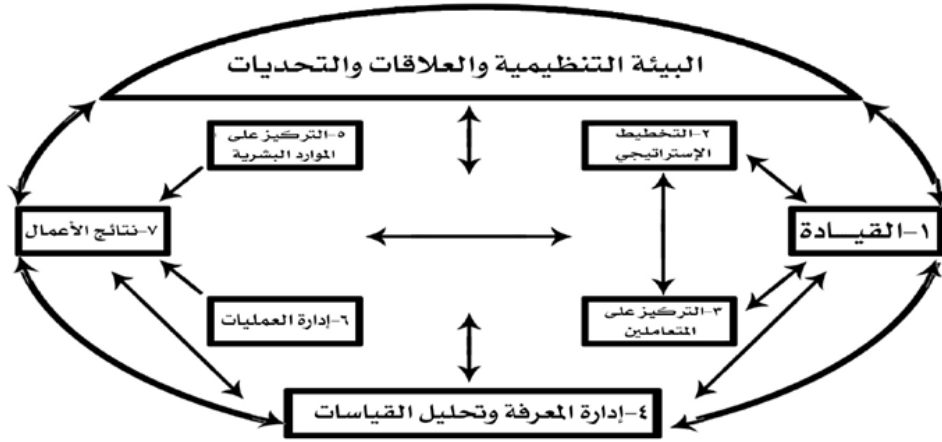 البيئة التنظيمية والعلاقات والتحديات
٢-التخطيط
الإستراتيجي
٥-التركيز على
الموارد البشرية
١-القيـــادة
٧-نتائج الأعمال
٣-التركيز على
المتعاملين
٦-إدارة العمليات
٤-إدارة المعرفة وتحليل القياسات